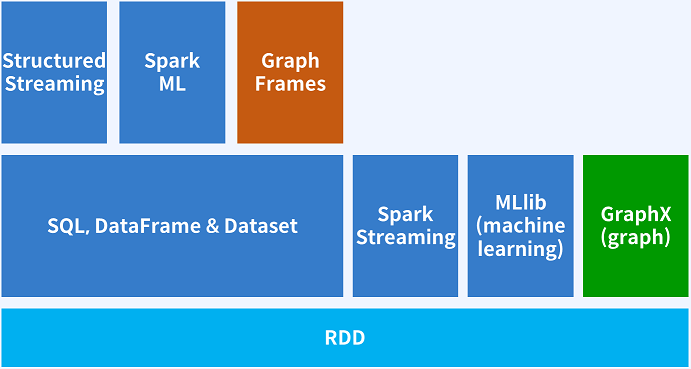 Structured
Streaming
Spark
ML
Graph
Frames
SQL, DataFrame & Dataset
Spark
Streaming
MLlib
(machine
learning)
GraphX
(graph)
RDD